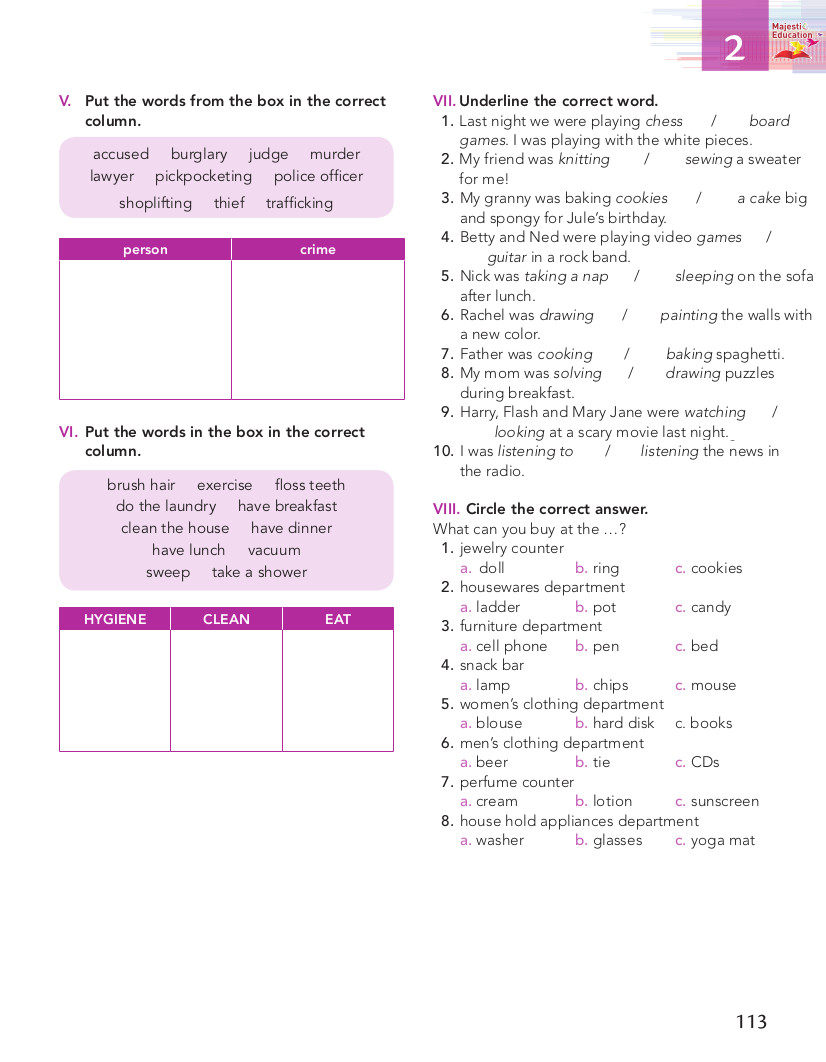 2
Majesti
Education
V. Put the words from the box in the correct
column.
accused burglary judge murder
lawyer pickpocketing police officer
shoplifting thief trafficking
person crime
VI. Put the words in the box in the correct
column.
brush hair exercise floss teeth
do the laundry have breakfast
clean the house have dinner
have lunch vacuum
sweep take a shower
HYGIENE CLEAN EAT
VII. Underline the correct word.
1. Last night we were playing chess / board
games. I was playing with the white pieces.
2. My friend was knitting / sewing a sweater
for me!
3. My granny was baking cookies / a cake big
and spongy for Jule's birthday.
4. Betty and Ned were playing video games /
guitar in a rock band.
5. Nick was taking a nap / sleeping on the sofa
after lunch.
6. Rachel was drawing / painting the walls with
a new color.
7. Father was cooking / baking spaghetti.
8. My mom was solving / drawing puzzles
during breakfast.
9. Harry, Flash and Mary Jane were watching /
looking at a scary movie last night.
10. I was listening to / listening the news in
the radio.
VIII. Circle the correct answer.
What can you buy at the …?
1. jewelry counter
a. doll b. ring c. cookies
2. housewares department
a. ladder b. pot c. candy
3. furniture department
a. cell phone b. pen c. bed
4. snack bar
a. lamp b. chips c. mouse
5. women's clothing department
a. blouse b. hard disk c. books
6. men's clothing department
a. beer b. tie c. CDs
7. perfume counter
a. cream b. lotion c. sunscreen
8. house hold appliances department
a. washer b. glasses c. yoga mat
113